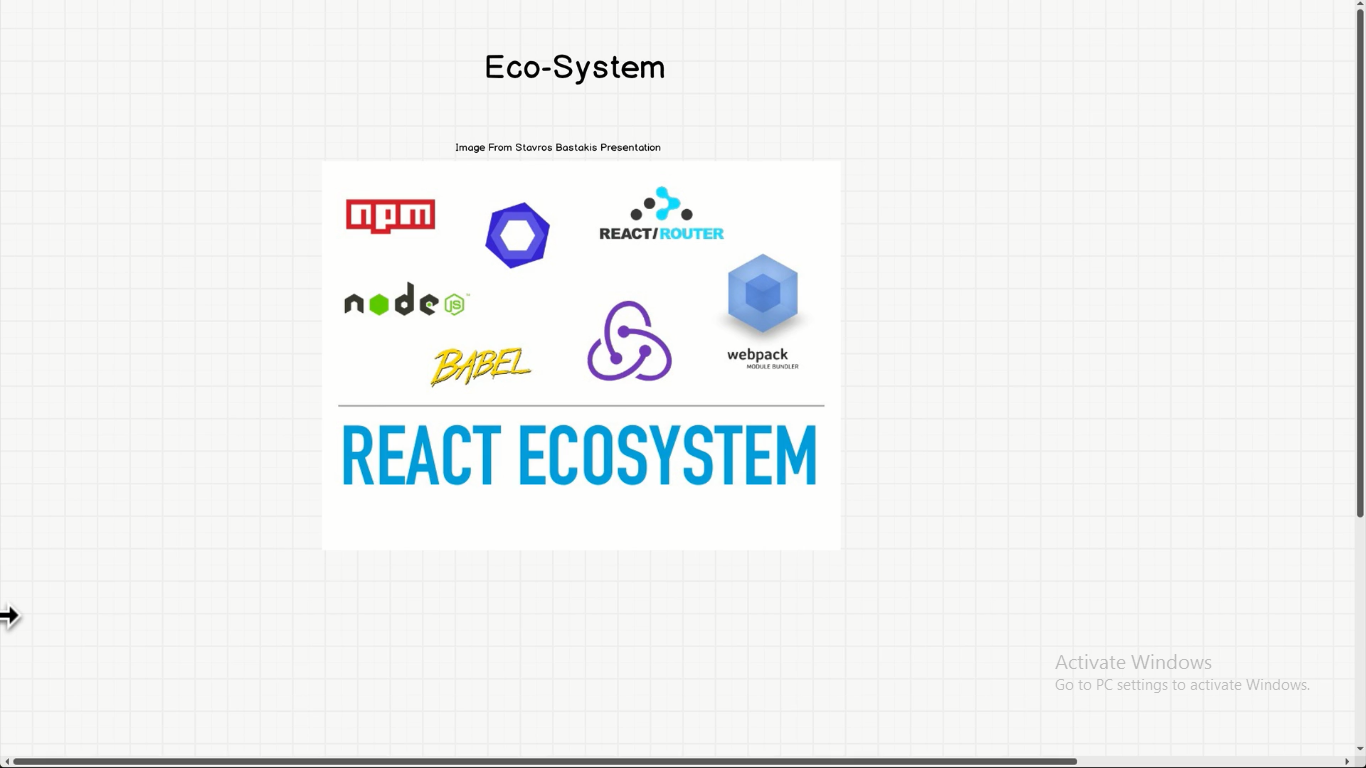 Eco-System
Image From Stavros Bastakis Presentation
npm
REACT/ROUTER
node
JS
™
BABEL
webpack
MODULE BUNDLER
REACT ECOSYSTEM
Activate Windows
Go to PC settings to activate Windows.